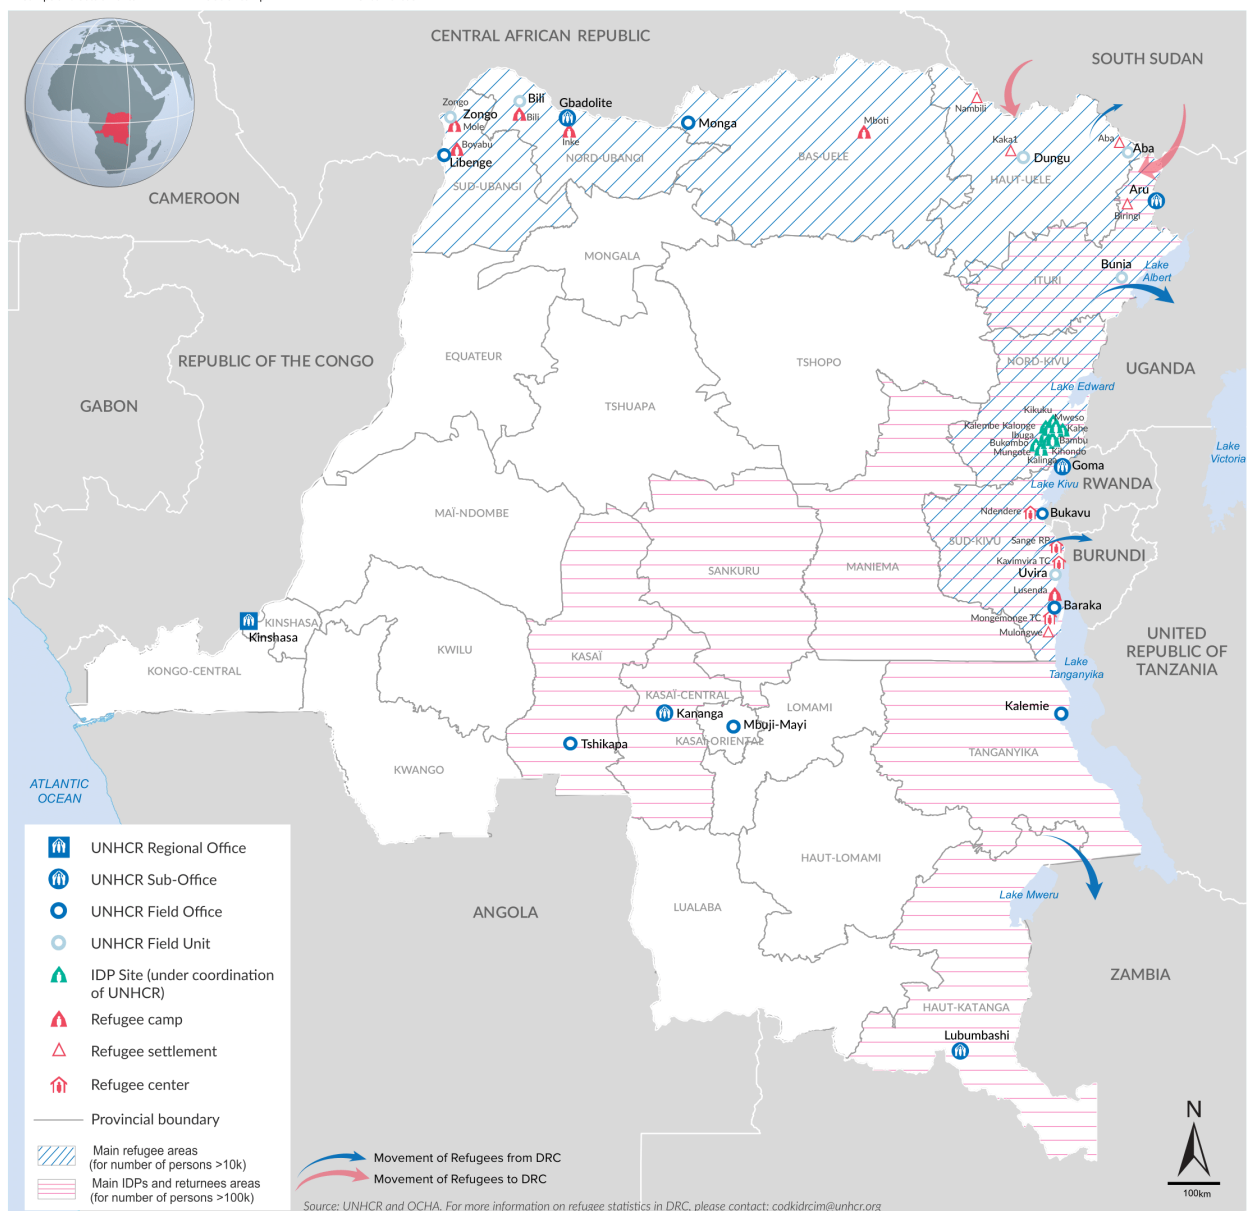 CENTRAL AFRICAN REPUBLIC
SOUTH SUDAN
CAMEROON
Zongo
Zongo
Mole
Boyabu
Libenge
SUD-UBANGI
Bili
Bili
Gbadolite
Inke
NORD-UBANGI
Monga
Mboti
BAS-UELE
Nambili
Kaka1
Dungu
HAUT-UELE
Aba
Aba
Aru
Biringi
MONGALA
Bunia
Lake
Albert
ITURI
REPUBLIC OF THE CONGO
EQUATEUR
TSHOPO
NORD-KIVU
UGANDA
GABON
TSHUAPA
Lake Edward
Kikuku
Mweso
Kalembe Kalonge
Kape
Ibuga
Bukombo
Bambu
Mungote
Kihondo
Kalinga
Goma
Lake Kivu
RWANDA
Lake
Victoria
MAÏ-NDOMBE
Ndendere
Bukavu
SUD-KIVU
Sange RP
BURUNDI
Kavimvira TC
Uvira
SANKURU
MANIEMA
Lusenda
Baraka
Mongemonge TC
Mulongwe
KINSHASA
Kinshasa
KWILU
KASAÏ
UNITED
REPUBLIC OF
TANZANIA
KONGO-CENTRAL
Lake
Tanganyika
KASAÏ-CENTRAL
Kananga
LOMAMI
Kalemie
Mbuji-Mayi
KASAÏ-ORIENTAL
Tshikapa
TANGANYIKA
KWANGO
ATLANTIC
OCEAN
HAUT-LOMAMI
LUALABA
ANGOLA
Lake Mweru
ZAMBIA
HAUT-KATANGA
Lubumbashi
UNHCR Regional Office
UNHCR Sub-Office
UNHCR Field Office
UNHCR Field Unit
IDP Site (under coordination
of UNHCR)
Refugee camp
Refugee settlement
Refugee center
Provincial boundary
Main refugee areas
(for number of persons >10k)
Main IDPs and returnees areas
(for number of persons >100k)
Movement of Refugees from DRC
Movement of Refugees to DRC
N
100km
Source: UNHCR and OCHA. For more information on refugee statistics in DRC, please contact: codkidrcim@unhcr.org